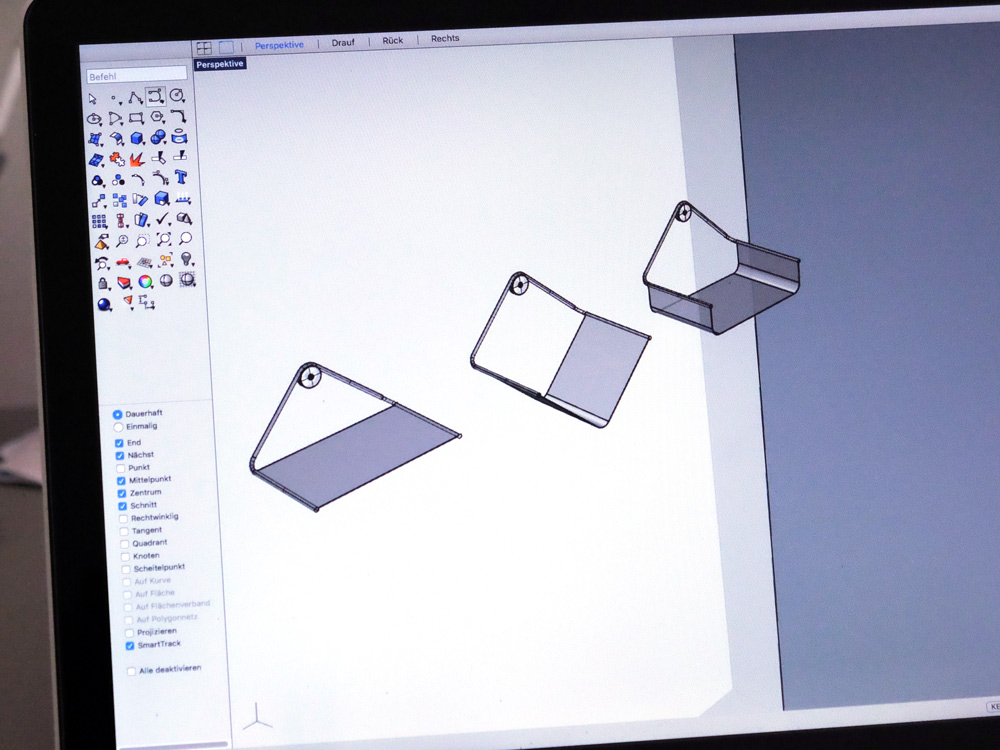 Perspektive | Drauf | Rück | Rechts
Perspektive
Befehl
Dauerhaft
Einmalig
End
Nächst
Punkt
Mittelpunkt
Zentrum
Schnitt
Rechtwinklig
Tangent
Quadrant
Knoten
Scheitelpunkt
Auf Kurve
Auf Fläche
Auf Flächenverband
Auf Polygonnetz
Projizieren
SmartTrack
Alle deaktivieren